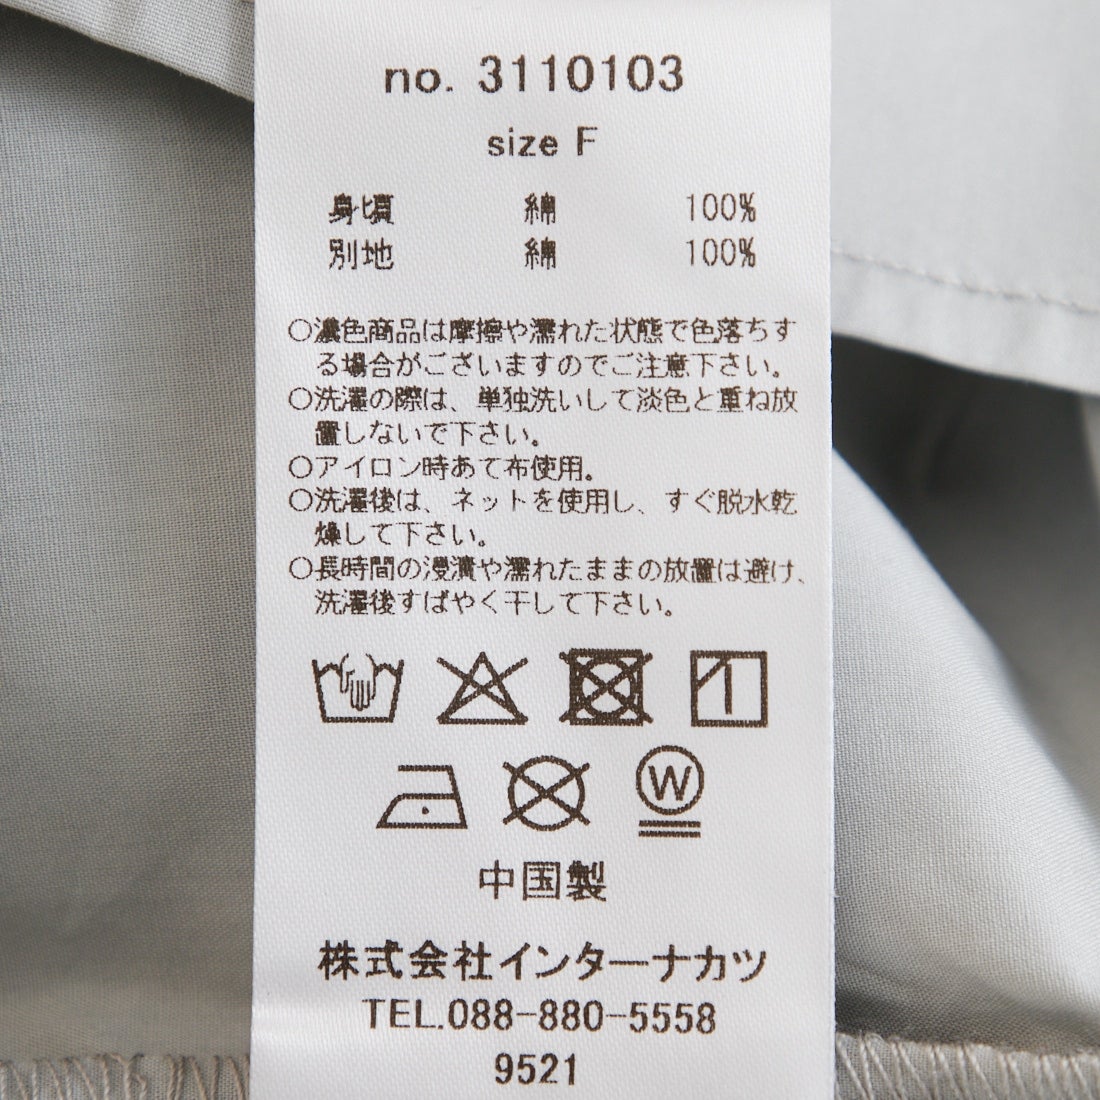 no. 3110103
size F
身頃 綿 100%
別地 綿 100%
○濃色商品は摩擦や濡れた状態で色落ちす
る場合がございますのでご注意下さい。
○洗濯の際は、単独洗いして淡色と重ね放
置しないで下さい。
○アイロン時あて布使用。
○洗濯後は、ネットを使用し、すぐ脱水乾
燥して下さい。
○長時間の浸漬や濡れたままの放置は避け、
洗濯後すばやく干して下さい。
W
中国製
株式会社インターナカツ
TEL.088-880-5558
9521